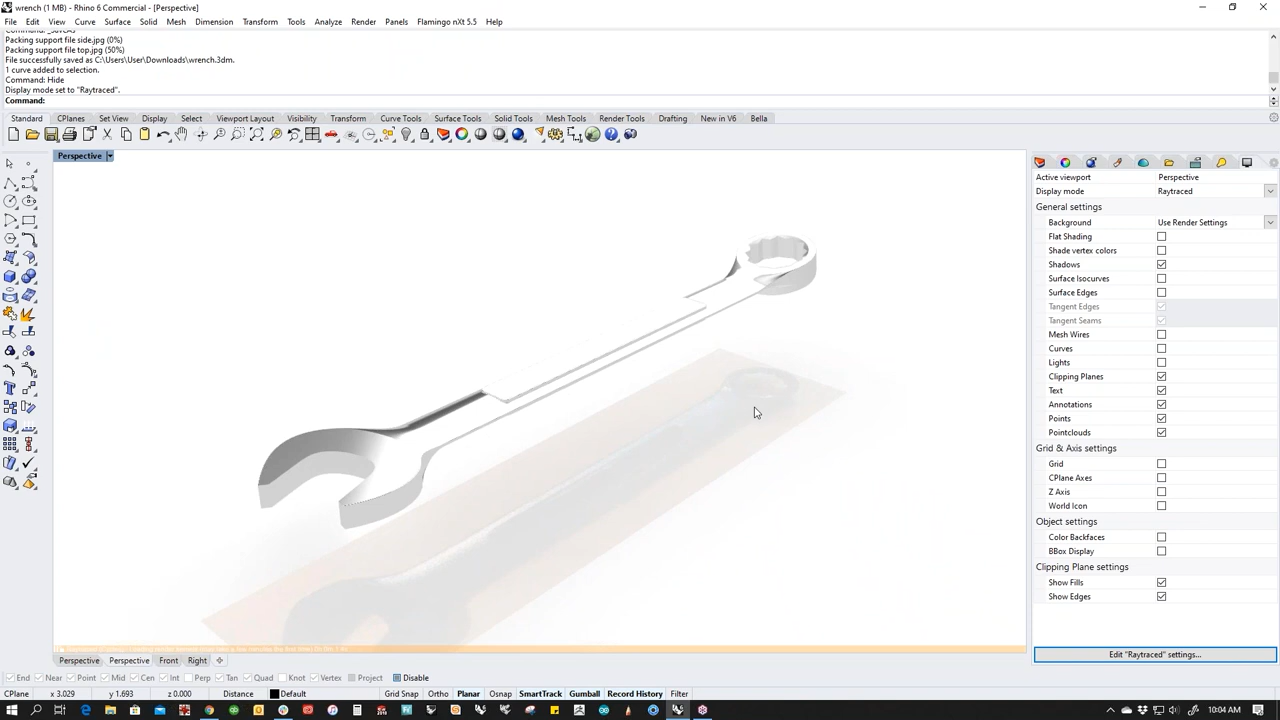 wrench (1 MB) - Rhino 6 Commercial - [Perspective]
File Edit View Curve Surface Solid Mesh Dimension Transform Tools Analyze Render Panels Flamingo nXt 5.5 Help
Packing support file side.jpg (0%)
Packing support file top.jpg (50%)
File successfully saved as C:\Users\User\Downloads\wrench.3dm.
1 curve added to selection.
Command: Hide
Display mode set to "Raytraced".
Command:
Standard CPlanes Set View Display Select Viewport Layout Visibility Transform Curve Tools Surface Tools Solid Tools Mesh Tools Render Tools Drafting New in V6 Bella
Perspective
Active viewport Perspective
Display mode Raytraced
General settings
Background Use Render Settings
Flat Shading
Shade vertex colors
Shadows
Surface Isocurves
Surface Edges
Tangent Edges
Tangent Seams
Mesh Wires
Curves
Lights
Clipping Planes
Text
Annotations
Points
Pointclouds
Grid & Axis settings
Grid
CPlane Axes
Z Axis
World Icon
Object settings
Color Backfaces
BBox Display
Clipping Plane settings
Show Fills
Show Edges
Edit "Raytraced" settings...
Perspective Perspective Front Right
End Near Point Mid Cen Int Perp Tan Quad Knot Vertex Project Disable
CPlane x 3.029 y 1.693 z 0.000 Distance Default Grid Snap Ortho Planar Osnap SmartTrack Gumball Record History Filter
10:04 AM